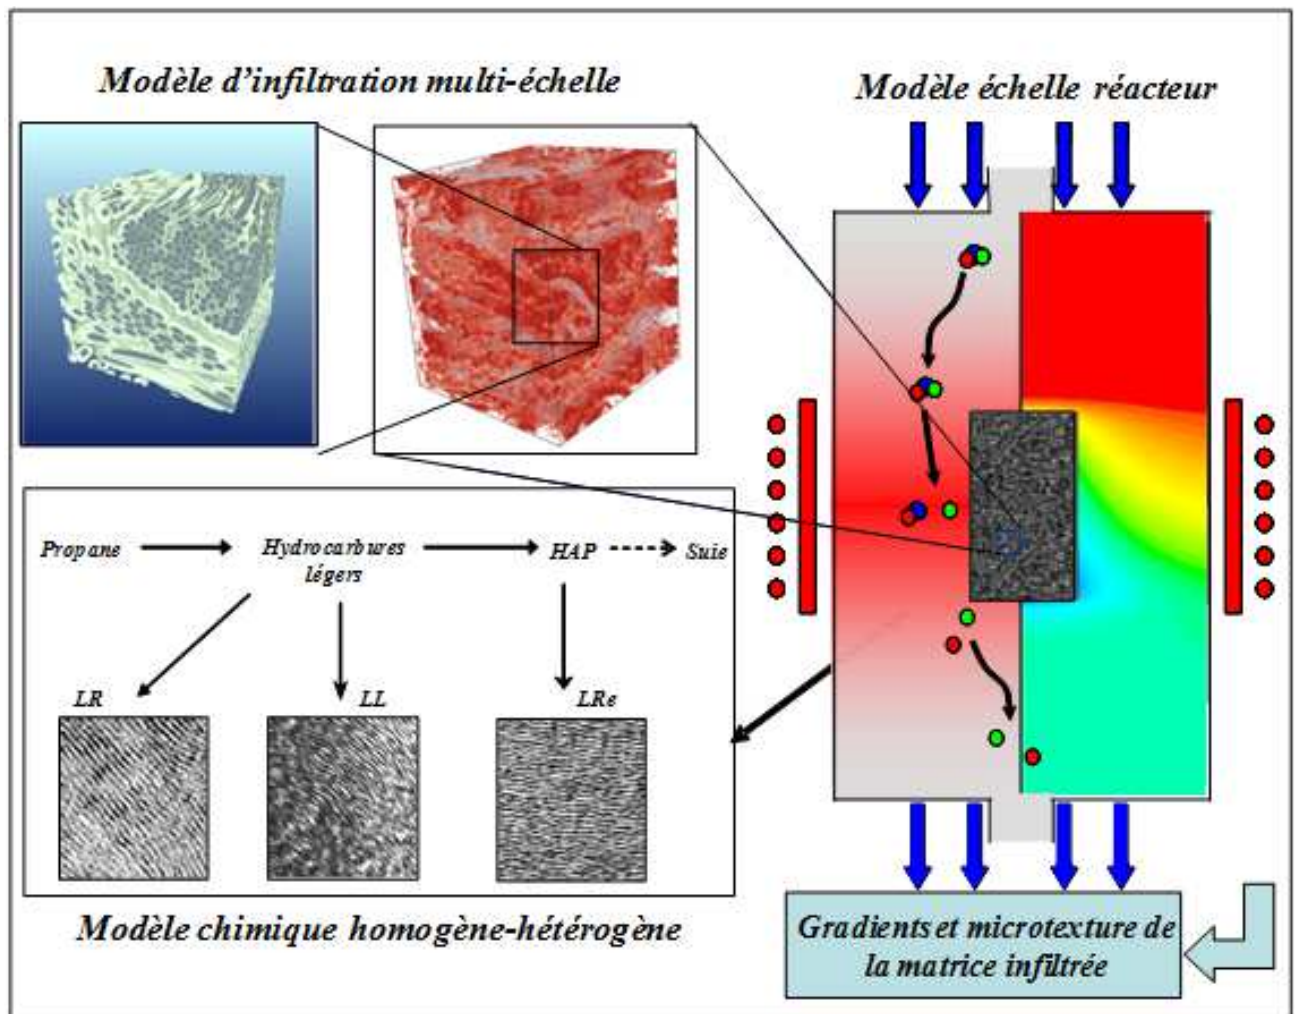 Modèle d'infiltration multi-échelle
Modèle échelle réacteur
Propane
Hydrocarbures
légers
HAP
Suie
LR
LL
LRe
Modèle chimique homogène-hétérogène
Gradients et microtexture de
la matrice infiltrée